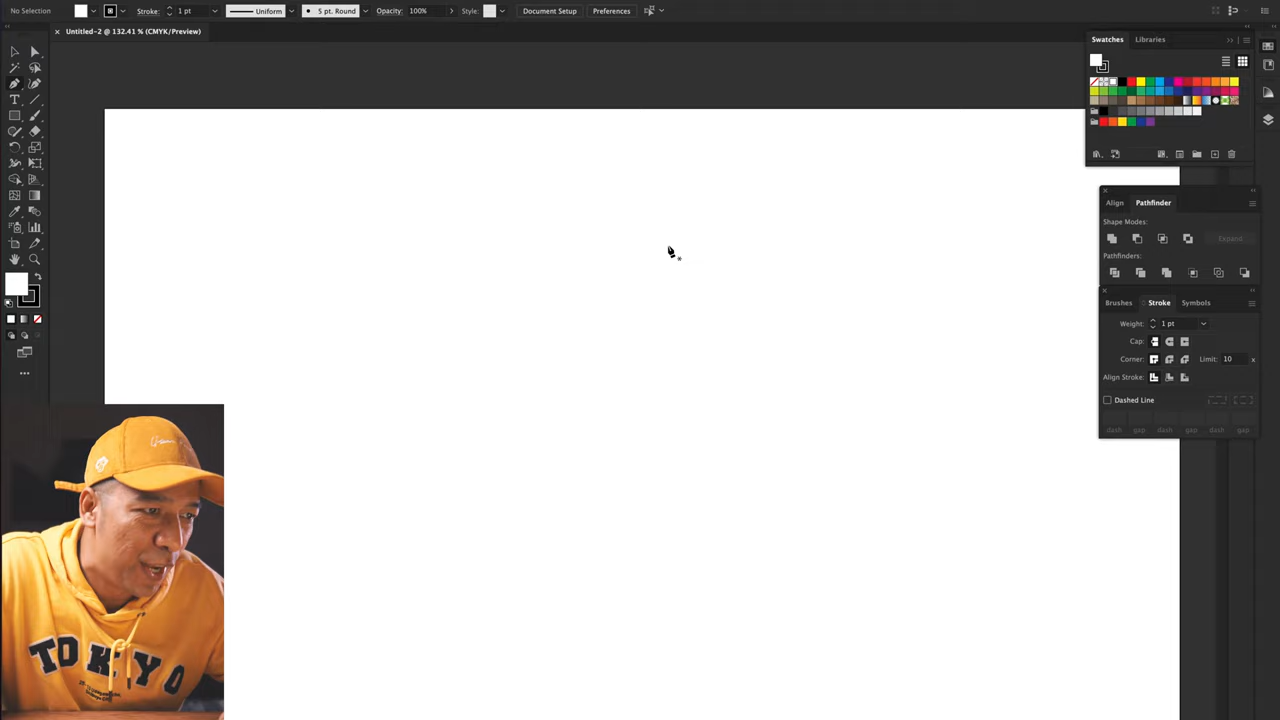 No Selection Stroke: 1 pt Uniform 5 pt. Round Opacity: 100% Style: Document Setup Preferences
× Untitled-2 @ 132.41 % (CMYK/Preview)
Swatches Libraries
Align Pathfinder
Shape Modes:
Expand
Pathfinders:
Brushes Stroke Symbols
Weight: 1 pt
Cap:
Corner: Limit: 10 x
Align Stroke:
Dashed Line
dash gap dash gap dash gap
TOKYO